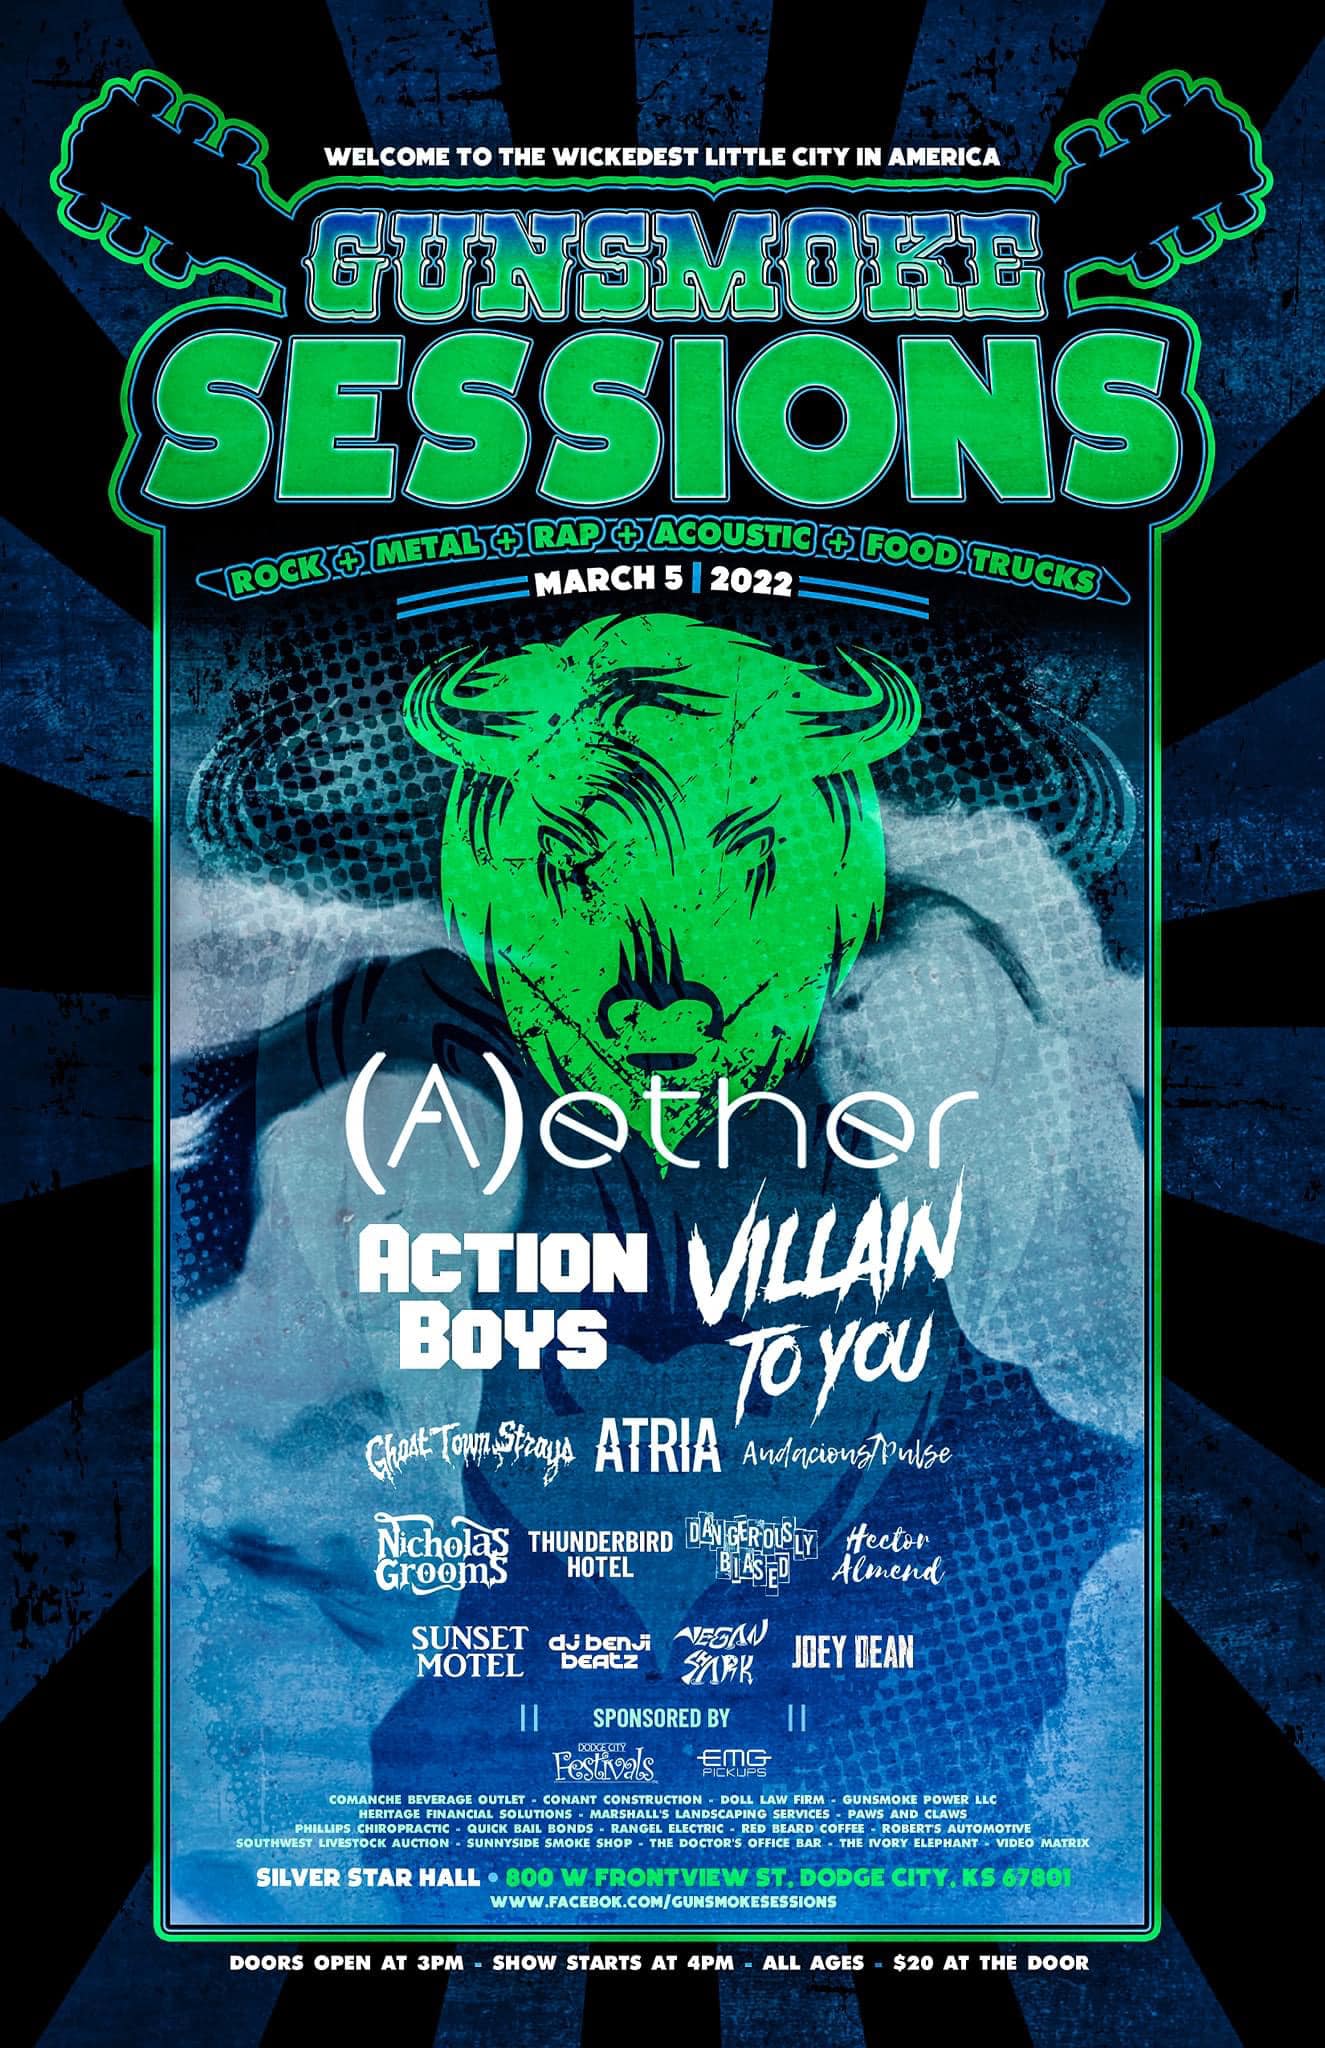 WELCOME TO THE WICKEDEST LITTLE CITY IN AMERICA
GUNSMOKE
SESSIONS
ROCK + METAL + RAP + ACOUSTIC + FOOD TRUCKS
MARCH 5 | 2022
(A)ether
ACTION BOYS
VILLAIN TO YOU
Ghost Town Strays ATRIA Audacious Pulse
Nicholas Grooms
THUNDERBIRD HOTEL
DANGEROUSLY BIASED
Hector Almend
SUNSET MOTEL
dj benji beatz
VEGAN SHARK
JOEY DEAN
|| SPONSORED BY ||
DODGE CITY Festivals
EMG PICKUPS
COMANCHE BEVERAGE OUTLET - CONANT CONSTRUCTION - DOLL LAW FIRM - GUNSMOKE POWER LLC
HERITAGE FINANCIAL SOLUTIONS - MARSHALL'S LANDSCAPING SERVICES - PAWS AND CLAWS
PHILLIPS CHIROPRACTIC - QUICK BAIL BONDS - RANGEL ELECTRIC - RED BEARD COFFEE - ROBERT'S AUTOMOTIVE
SOUTHWEST LIVESTOCK AUCTION - SUNNYSIDE SMOKE SHOP - THE DOCTOR'S OFFICE BAR - THE IVORY ELEPHANT - VIDEO MATRIX
SILVER STAR HALL • 800 W FRONTVIEW ST, DODGE CITY, KS 67801
WWW.FACEBOK.COM/GUNSMOKESESSIONS
DOORS OPEN AT 3PM - SHOW STARTS AT 4PM - ALL AGES - $20 AT THE DOOR